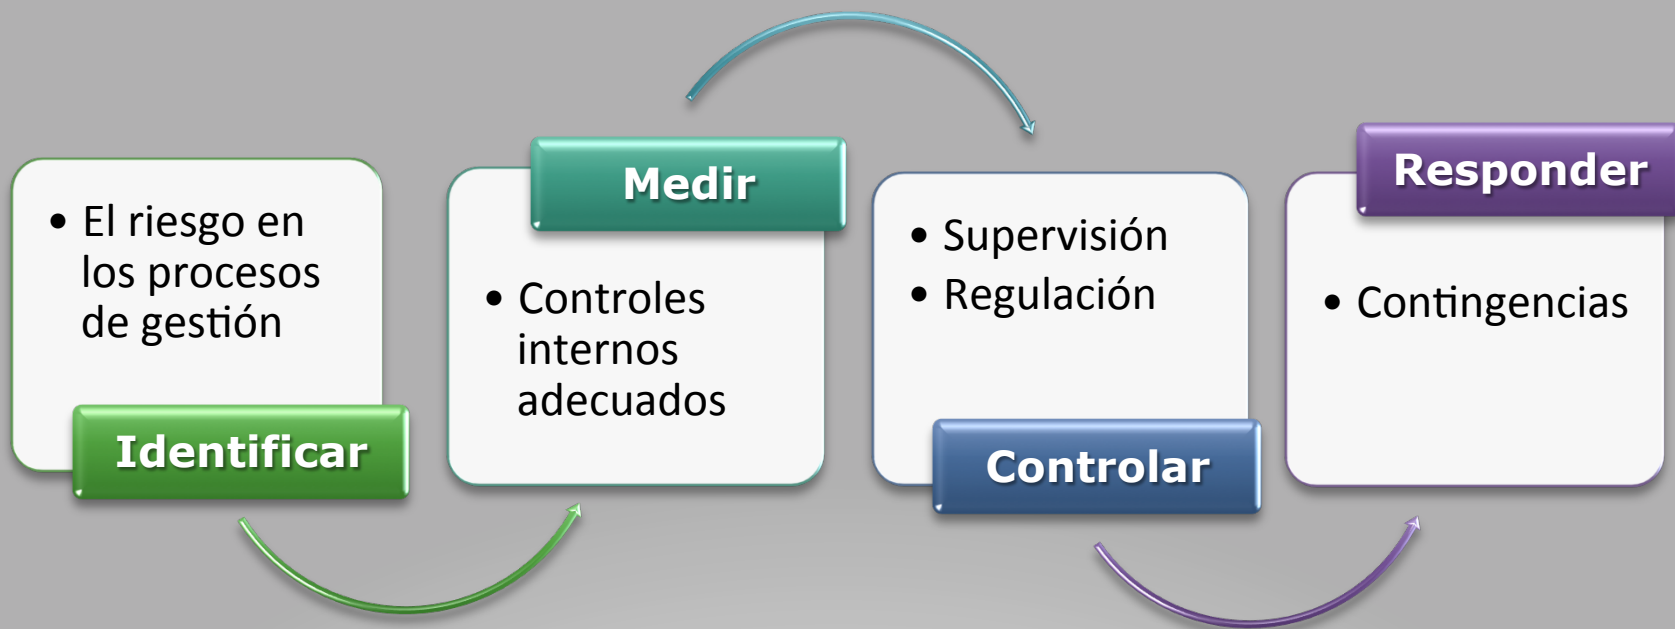 • El riesgo en
los procesos
de gestión
Identificar
Medir
• Controles
internos
adecuados
• Supervisión
• Regulación
Controlar
Responder
• Contingencias